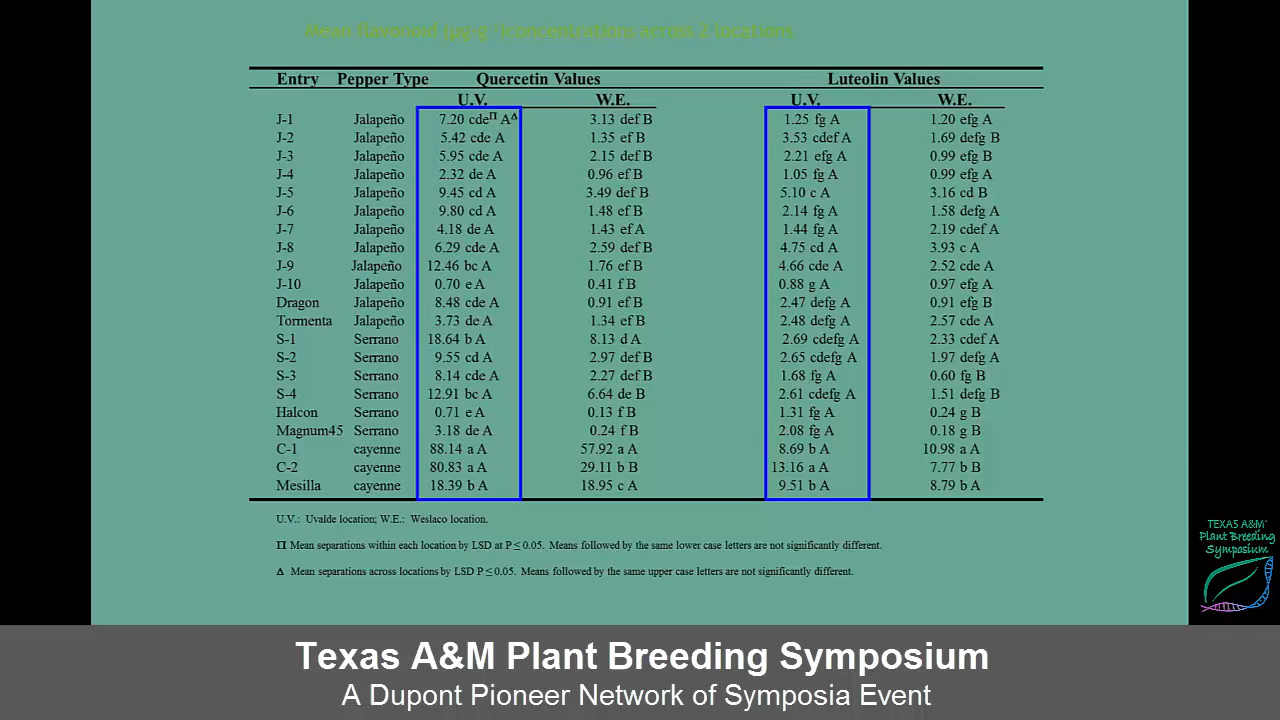 Mean flavonoid (μg·g⁻¹) concentrations across 2 locations
Entry Pepper Type Quercetin Values Luteolin Values
U.V. W.E. U.V. W.E.
J-1 Jalapeño 7.20 cdeᴨ AΔ 3.13 def B 1.25 fg A 1.20 efg A
J-2 Jalapeño 5.42 cde A 1.35 ef B 3.53 cdef A 1.69 defg B
J-3 Jalapeño 5.95 cde A 2.15 def B 2.21 efg A 0.99 efg B
J-4 Jalapeño 2.32 de A 0.96 ef B 1.05 fg A 0.99 efg A
J-5 Jalapeño 9.45 cd A 3.49 def B 5.10 c A 3.16 cd B
J-6 Jalapeño 9.80 cd A 1.48 ef B 2.14 fg A 1.58 defg A
J-7 Jalapeño 4.18 de A 1.43 ef A 1.44 fg A 2.19 cdef A
J-8 Jalapeño 6.29 cde A 2.59 def B 4.75 cd A 3.93 c A
J-9 Jalapeño 12.46 bc A 1.76 ef B 4.66 cde A 2.52 cde A
J-10 Jalapeño 0.70 e A 0.41 f B 0.88 g A 0.97 efg A
Dragon Jalapeño 8.48 cde A 0.91 ef B 2.47 defg A 0.91 efg B
Tormenta Jalapeño 3.73 de A 1.34 ef B 2.48 defg A 2.57 cde A
S-1 Serrano 18.64 b A 8.13 d A 2.69 cdefg A 2.33 cdef A
S-2 Serrano 9.55 cd A 2.97 def B 2.65 cdefg A 1.97 defg A
S-3 Serrano 8.14 cde A 2.27 def B 1.68 fg A 0.60 fg B
S-4 Serrano 12.91 bc A 6.64 de B 2.61 cdefg A 1.51 defg B
Halcon Serrano 0.71 e A 0.13 f B 1.31 fg A 0.24 g B
Magnum45 Serrano 3.18 de A 0.24 f B 2.08 fg A 0.18 g B
C-1 cayenne 88.14 a A 57.92 a A 8.69 b A 10.98 a A
C-2 cayenne 80.83 a A 29.11 b B 13.16 a A 7.77 b B
Mesilla cayenne 18.39 b A 18.95 c A 9.51 b A 8.79 b A
U.V.: Uvalde location; W.E.: Weslaco location.
Π Mean separations within each location by LSD at P ≤ 0.05. Means followed by the same lower case letters are not significantly different.
Δ Mean separations across locations by LSD P ≤ 0.05. Means followed by the same upper case letters are not significantly different.
TEXAS A&M
Plant Breeding
Symposium
Texas A&M Plant Breeding Symposium
A Dupont Pioneer Network of Symposia Event